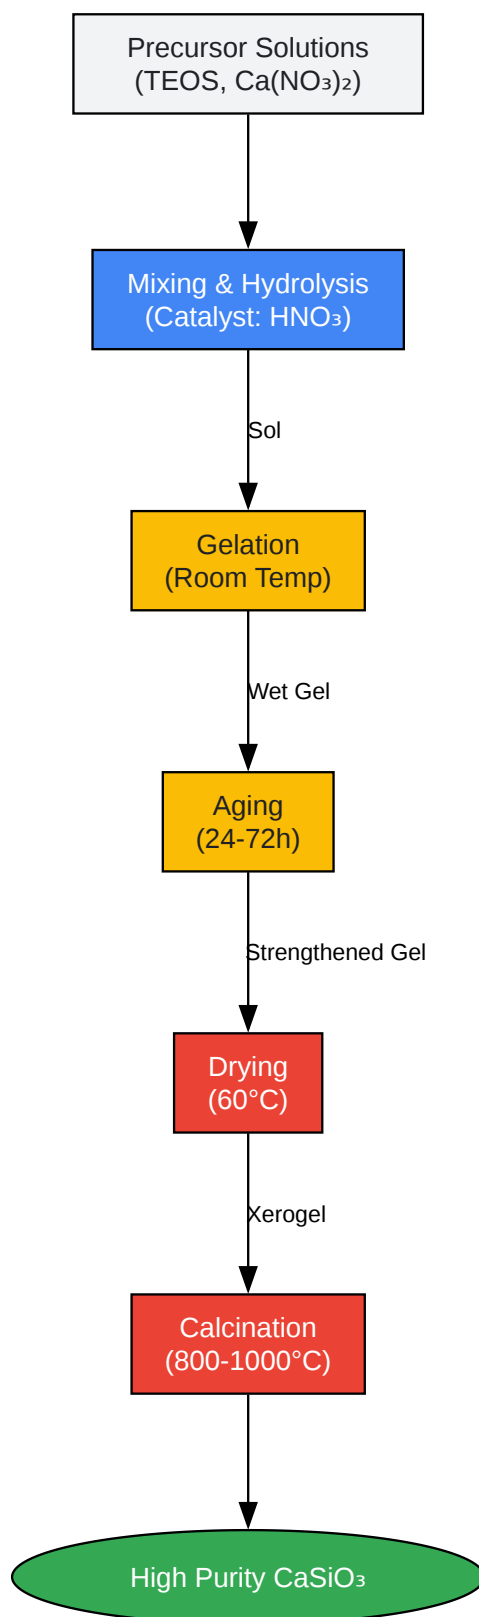 Precursor Solutions
(TEOS, Ca(NO₃)₂)
Mixing & Hydrolysis
(Catalyst: HNO₃)
Sol
Gelation
(Room Temp)
Wet Gel
Aging
(24-72h)
Strengthened Gel
Drying
(60°C)
Xerogel
Calcination
(800-1000°C)
High Purity CaSiO₃